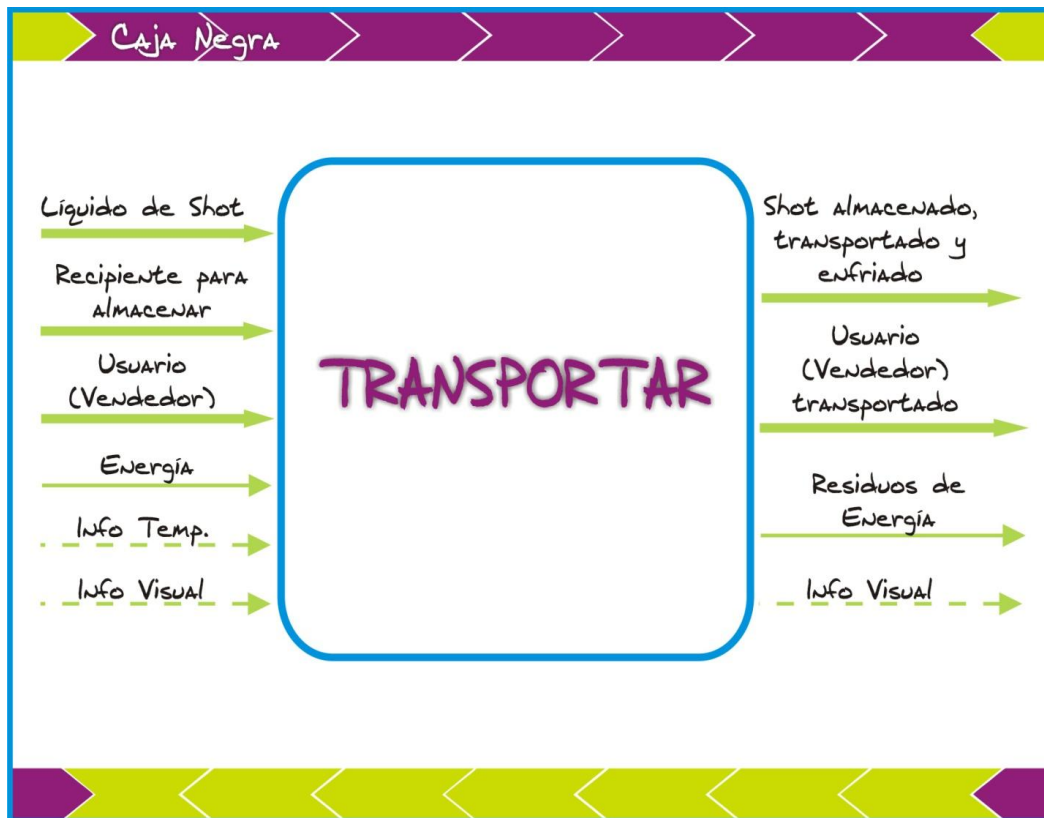 Caja Negra
Líquido de Shot
Recipiente para
almacenar
Usuario
(Vendedor)
Energía
Info Temp.
Info Visual
TRANSPORTAR
Shot almacenado,
transportado y
enfriado
Usuario
(Vendedor)
transportado
Residuos de
Energía
Info Visual